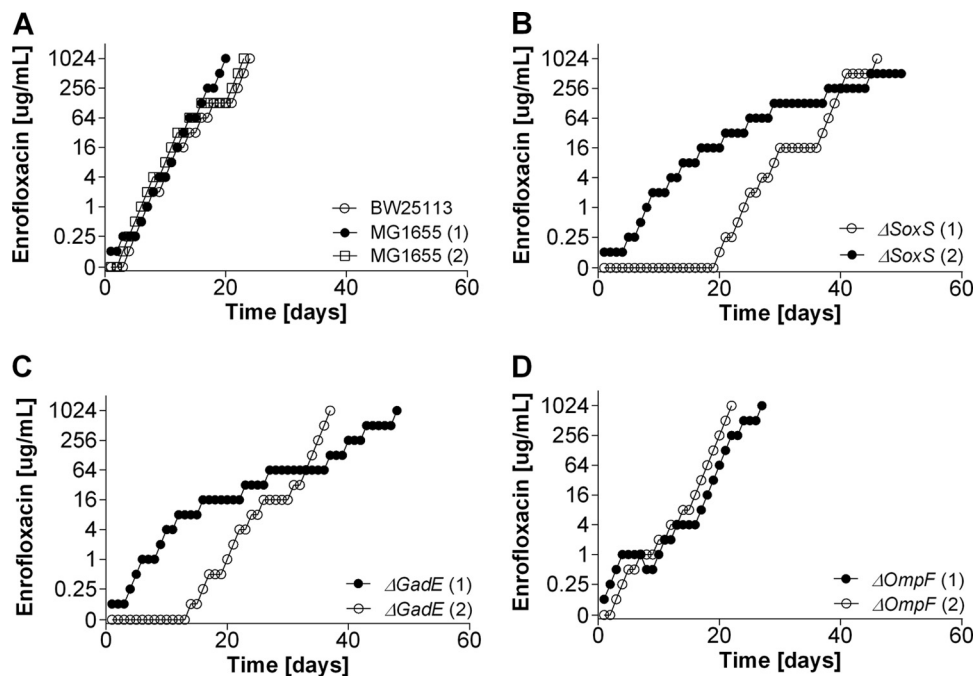 A
Enrofloxacin [ug/mL]
1024
256
64
16
4
1
0.25
0
BW25113
MG1655 (1)
MG1655 (2)
0
20
40
60
Time [days]
B
Enrofloxacin [ug/mL]
1024
256
64
16
4
1
0.25
0
ΔSoxS (1)
ΔSoxS (2)
0
20
40
60
Time [days]
C
Enrofloxacin [ug/mL]
1024
256
64
16
4
1
0.25
0
ΔGadE (1)
ΔGadE (2)
0
20
40
60
Time [days]
D
Enrofloxacin [ug/mL]
1024
256
64
16
4
1
0.25
0
ΔOmpF (1)
ΔOmpF (2)
0
20
40
60
Time [days]